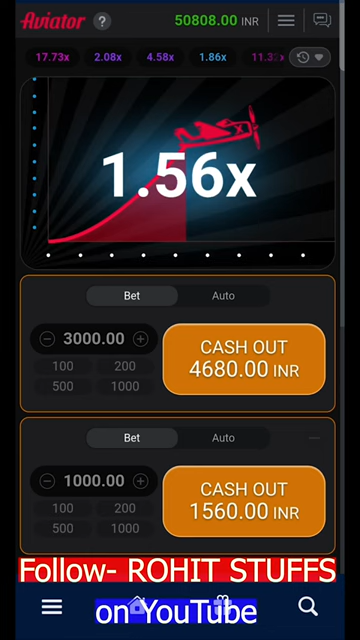 Aviator ? 50808.00 INR
17.73x 2.08x 4.58x 1.86x 11.32x
1.56x
Bet Auto
3000.00
100 200
500 1000
CASH OUT
4680.00 INR
Bet Auto
1000.00
100 200
500 1000
CASH OUT
1560.00 INR
Follow- ROHIT STUFFS
on YouTube